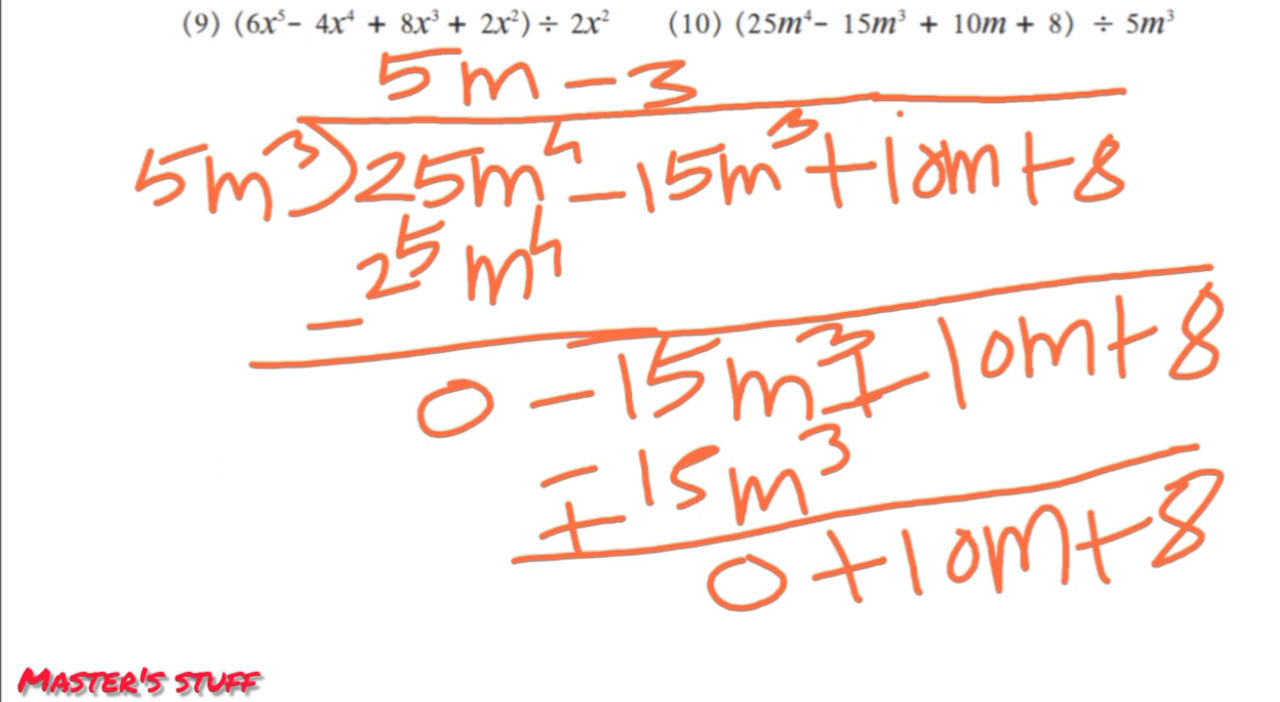 (9) (6x⁵- 4x⁴ + 8x³ + 2x²) ÷ 2x² (10) (25m⁴- 15m³ + 10m + 8) ÷ 5m³
5m - 3
5m³)25m⁴ - 15m³ + 10m + 8
25m⁴
-
0 - 15m³ + 10m + 8
- 15m³
+
0 + 10m + 8
MASTER'S STUFF